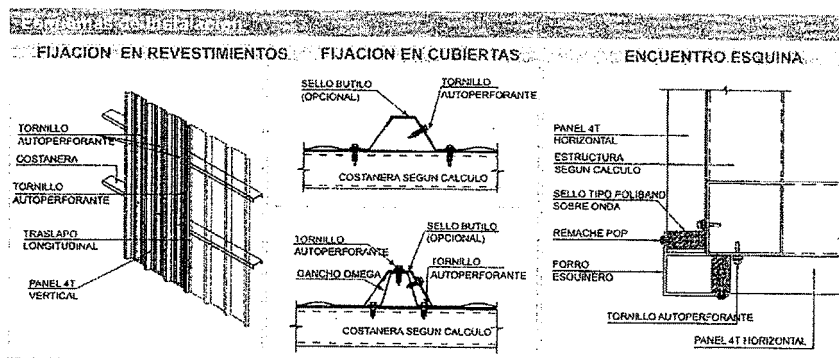 Esquemas de Instalación
FIJACION EN REVESTIMIENTOS
TORNILLO
AUTOPERFORANTE
COSTANERA
TORNILLO
AUTOPERFORANTE
TRASLAPO
LONGITUDINAL
PANEL 4T
VERTICAL
FIJACION EN CUBIERTAS
SELLO BUTILO
(OPCIONAL)
TORNILLO
AUTOPERFORANTE
COSTANERA SEGUN CALCULO
SELLO BUTILO
(OPCIONAL)
TORNILLO
AUTOPERFORANTE
GANCHO OMEGA
TORNILLO
AUTOPERFORANTE
COSTANERA SEGUN CALCULO
ENCUENTRO ESQUINA
PANEL 4T
HORIZONTAL
ESTRUCTURA
SEGUN CALCULO
SELLO TIPO POLIBAND
SOBRE ONDA
REMACHE POP
FORRO
ESQUINERO
TORNILLO AUTOPERFORANTE
PANEL 4T HORIZONTAL